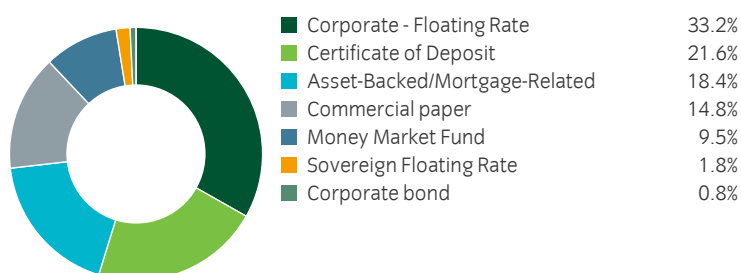 Corporate - Floating Rate 33.2%
Certificate of Deposit 21.6%
Asset-Backed/Mortgage-Related 18.4%
Commercial paper 14.8%
Money Market Fund 9.5%
Sovereign Floating Rate 1.8%
Corporate bond 0.8%